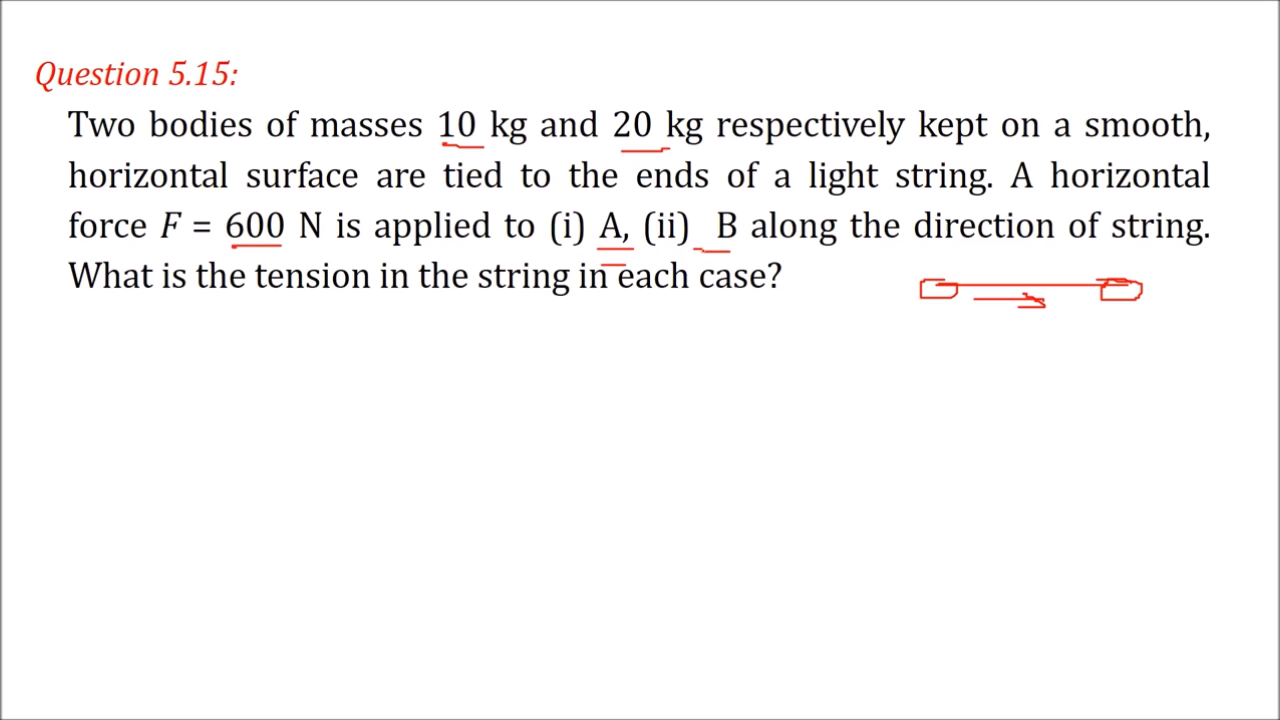 Question 5.15:
Two bodies of masses 10 kg and 20 kg respectively kept on a smooth,
horizontal surface are tied to the ends of a light string. A horizontal
force F = 600 N is applied to (i) A, (ii) B along the direction of string.
What is the tension in the string in each case?